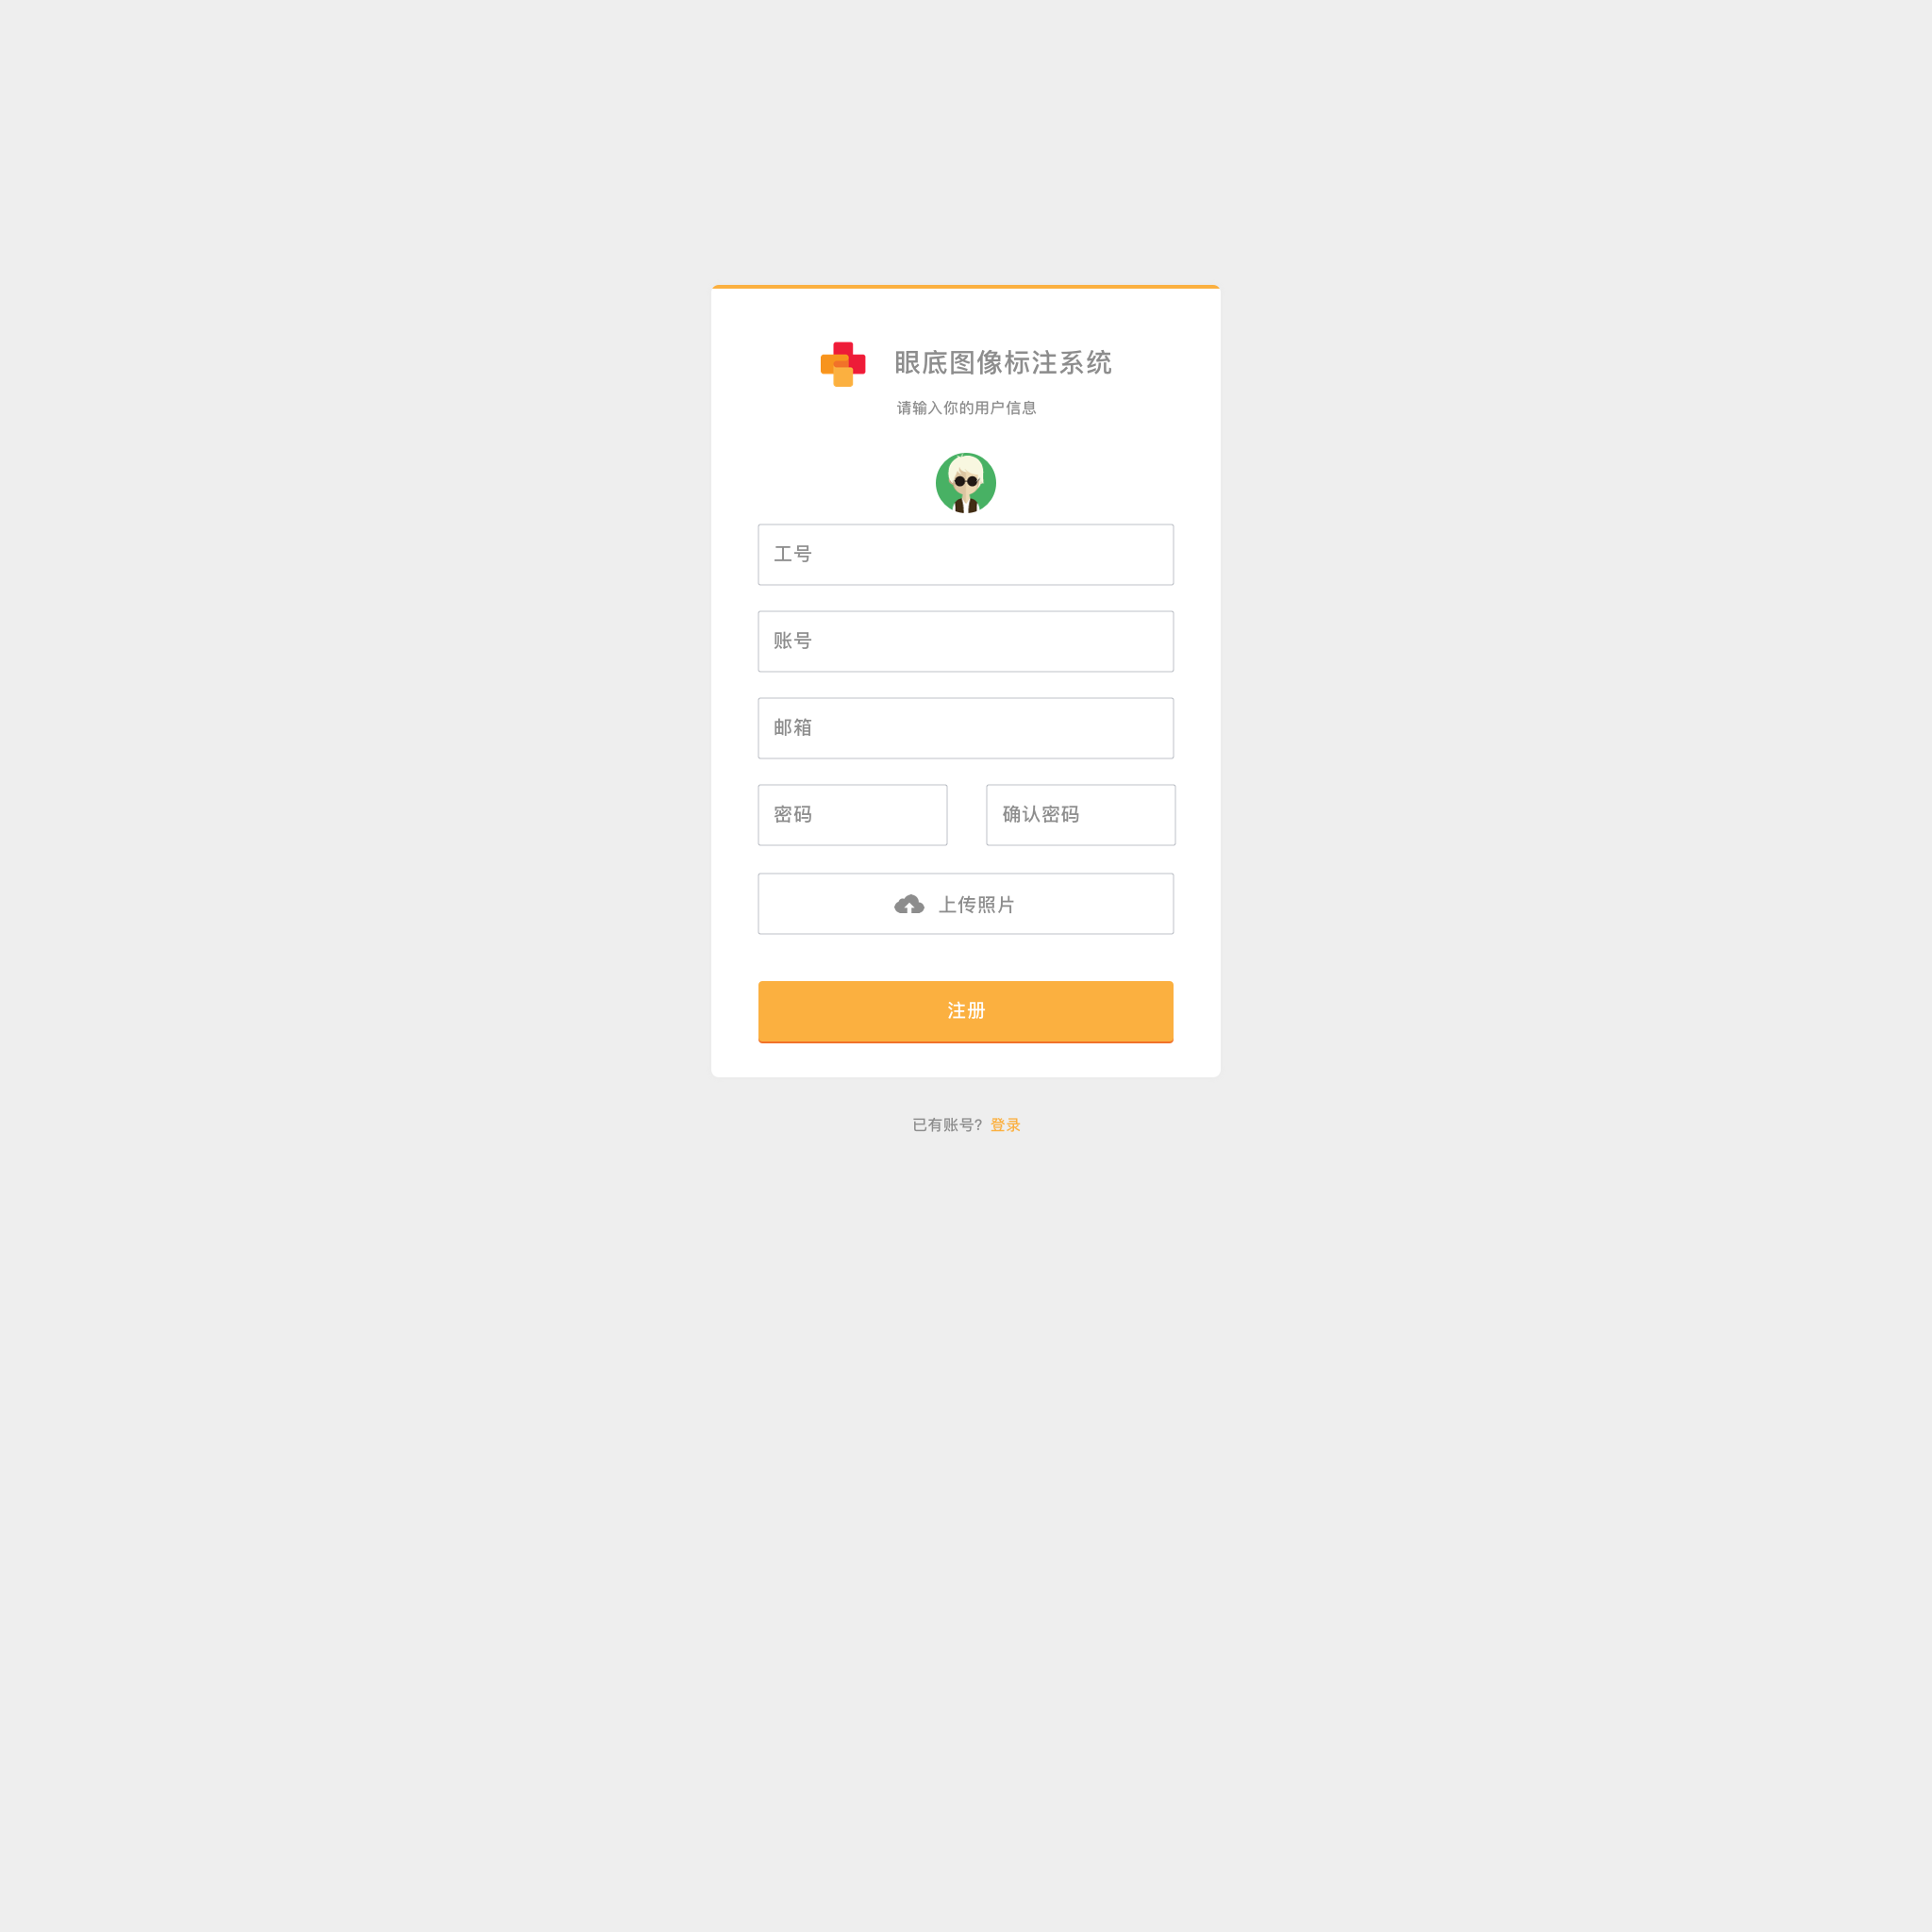 眼底图像标注系统
请输入你的用户信息
工号
账号
邮箱
密码 确认密码
上传照片
注册
已有账号? 登录